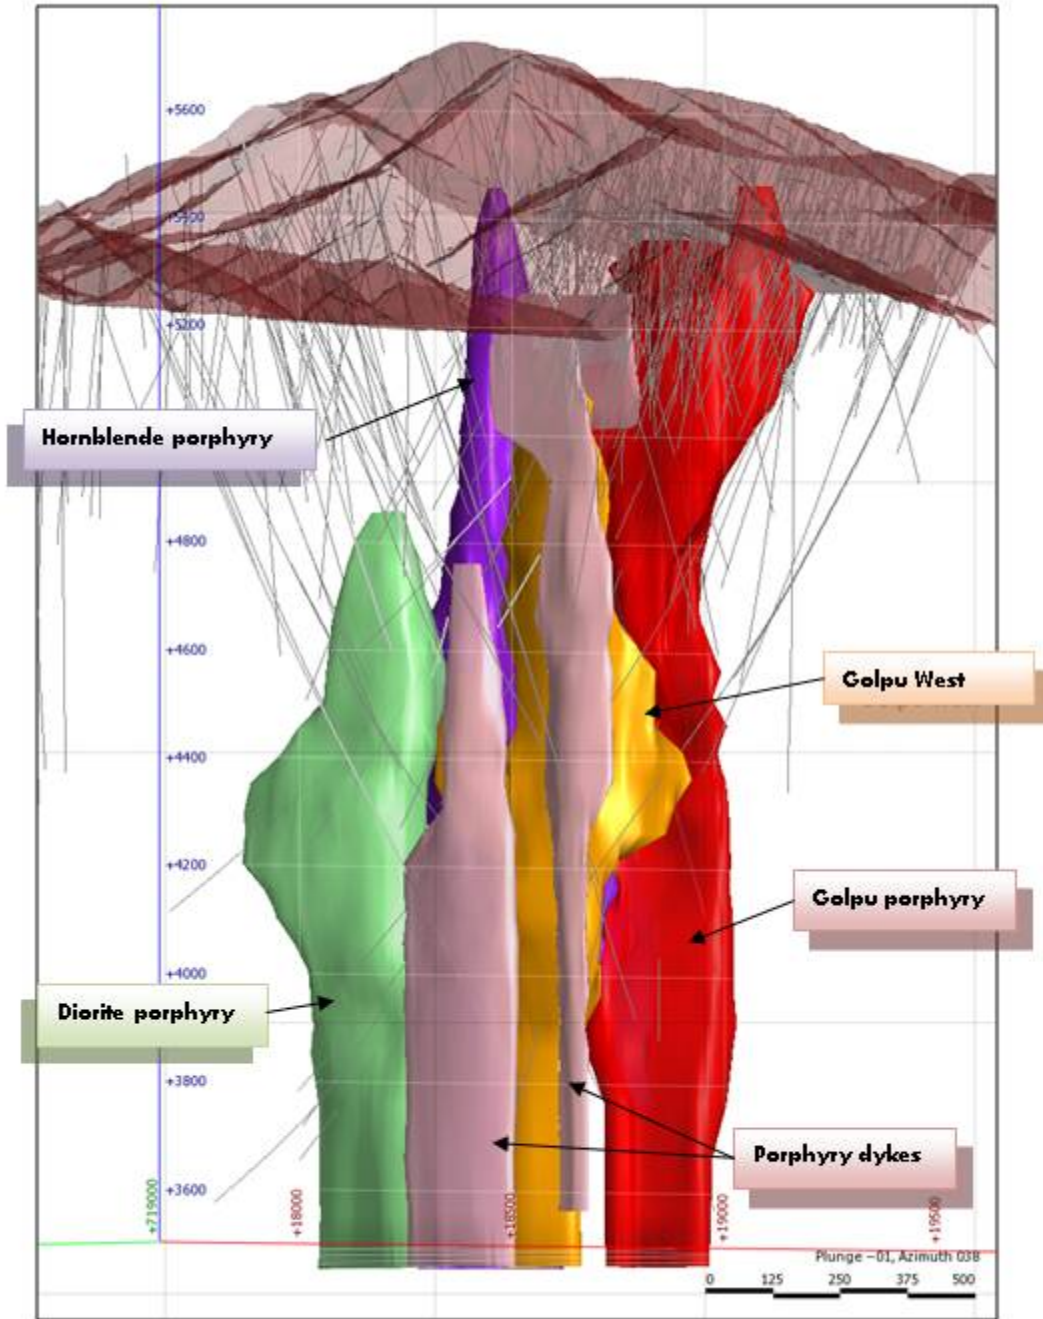 +5600
+5400
+5200
Hornblende porphyry
+4800
+4600
Golpu West
+4400
+4200
Golpu porphyry
+4000
Diorite porphyry
+3800
Porphyry dykes
+3600
+719000
+18000
+18500
+19000
+19500
Plunge −01, Azimuth 038
0 125 250 375 500